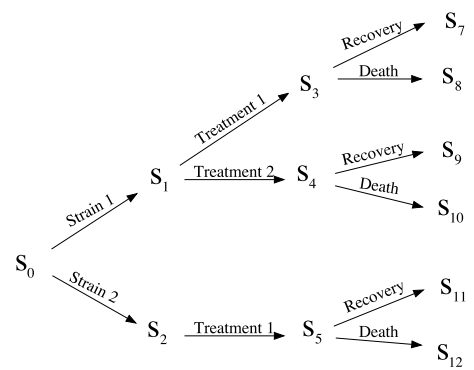 S0
Strain 1
Strain 2
S1
S2
Treatment 1
Treatment 2
Treatment 1
S3
S4
S5
Recovery
Death
Recovery
Death
Recovery
Death
S7
S8
S9
S10
S11
S12